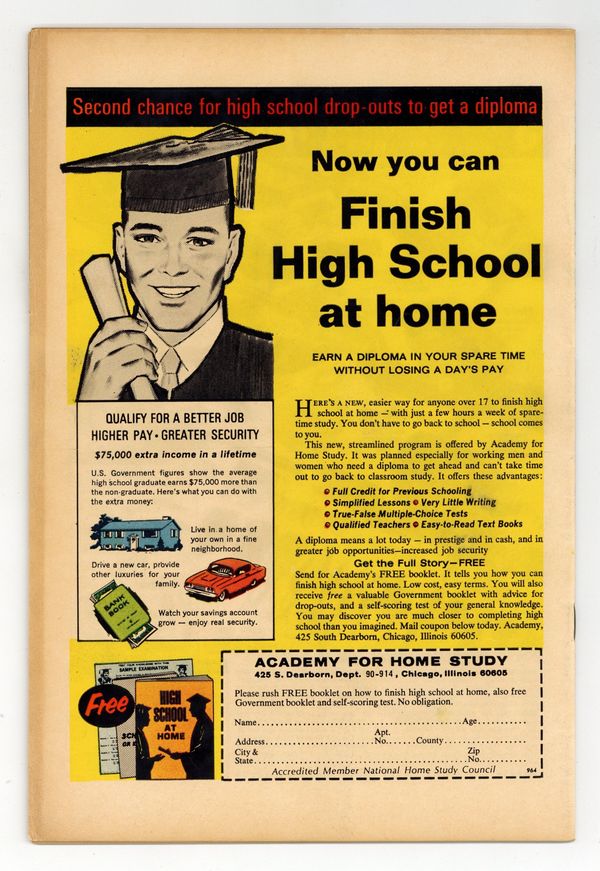 Second chance for high school drop-outs to get a diploma
Now you can
Finish
High School
at home
EARN A DIPLOMA IN YOUR SPARE TIME
WITHOUT LOSING A DAY'S PAY
HERE'S A NEW, easier way for anyone over 17 to finish high
school at home — with just a few hours a week of spare-
time study. You don't have to go back to school — school comes
to you.
This new, streamlined program is offered by Academy for
Home Study. It was planned especially for working men and
women who need a diploma to get ahead and can't take time
out to go back to classroom study. It offers these advantages:
Full Credit for Previous Schooling
Simplified Lessons Very Little Writing
True-False Multiple-Choice Tests
Qualified Teachers Easy-to-Read Text Books
A diploma means a lot today — in prestige and in cash, and in
greater job opportunities—increased job security
Get the Full Story—FREE
Send for Academy's FREE booklet. It tells you how you can
finish high school at home. Low cost, easy terms. You will also
receive free a valuable Government booklet with advice for
drop-outs, and a self-scoring test of your general knowledge.
You may discover you are much closer to completing high
school than you imagined. Mail coupon below today. Academy,
425 South Dearborn, Chicago, Illinois 60605.
QUALIFY FOR A BETTER JOB
HIGHER PAY • GREATER SECURITY
$75,000 extra income in a lifetime
U.S. Government figures show the average
high school graduate earns $75,000 more than
the non-graduate. Here's what you can do with
the extra money:
Live in a home of
your own in a fine
neighborhood.
Drive a new car, provide
other luxuries for your
family.
BANK
BOOK
Watch your savings account
grow — enjoy real security.
Free
TEST YOUR KNOWLEDGE WITH THIS
SAMPLE EXAMINATION
SCH
OR E
HIGH
SCHOOL
AT
HOME
ACADEMY FOR HOME STUDY
425 S. Dearborn, Dept. 90-914, Chicago, Illinois 60605
Please rush FREE booklet on how to finish high school at home, also free
Government booklet and self-scoring test. No obligation.
Name Age
Address Apt. No. County
City & State Zip No.
Accredited Member National Home Study Council 964